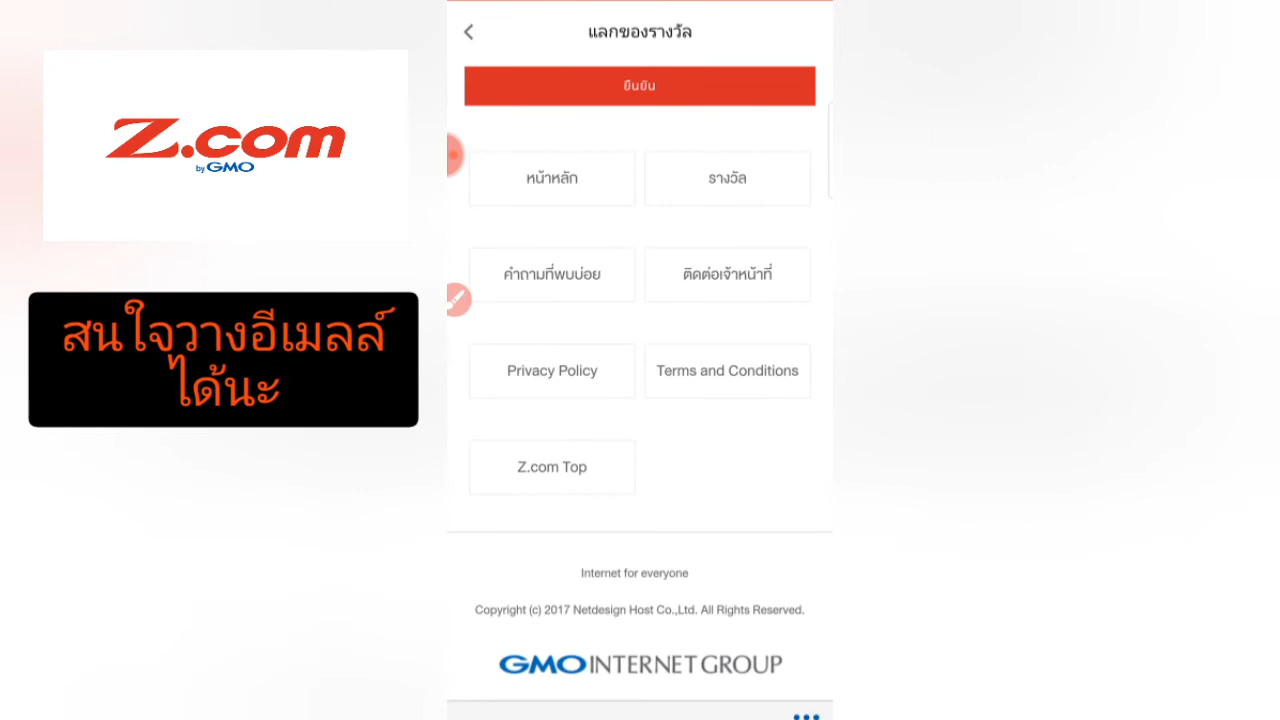 Z.com
by GMO
สนใจวางอีเมลล์
ได้นะ
แลกของรางวัล
ยืนยัน
หน้าหลัก
รางวัล
คำถามที่พบบ่อย
ติดต่อเจ้าหน้าที่
Privacy Policy
Terms and Conditions
Z.com Top
Internet for everyone
Copyright (c) 2017 Netdesign Host Co.,Ltd. All Rights Reserved.
GMO INTERNET GROUP